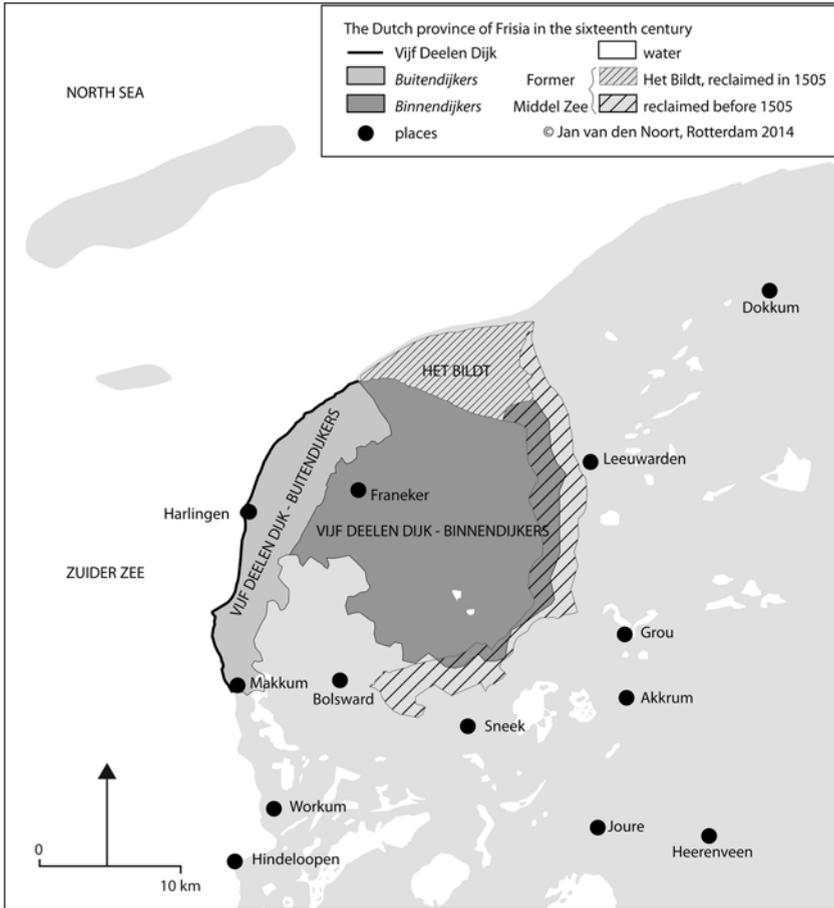 The Dutch province of Frisia in the sixteenth century
Vijf Deelen Dijk
water
Buitendijkers
Former
Het Bildt, reclaimed in 1505
Binnendijkers
Middel Zee
reclaimed before 1505
places
© Jan van den Noort, Rotterdam 2014
NORTH SEA
Dokkum
HET BILDT
Leeuwarden
VIJF DEELEN DIJK - BUITENDIJKERS
Franeker
Harlingen
VIJF DEELEN DIJK - BINNENDIJKERS
ZUIDER ZEE
Grou
Makkum
Bolsward
Akkrum
Sneek
Workum
Joure
Heerenveen
0
Hindeloopen
10 km